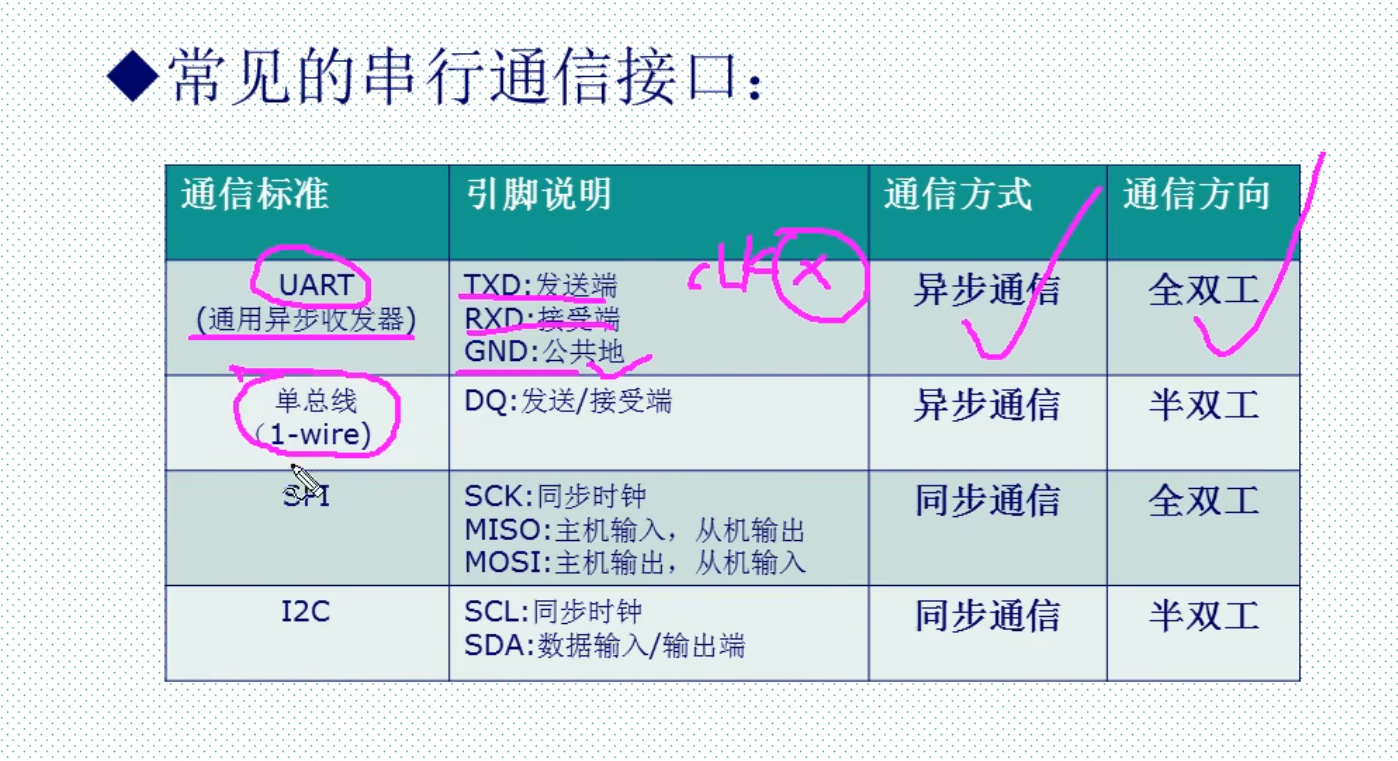 ◆常见的串行通信接口：
通信标准 引脚说明 通信方式 通信方向
UART
(通用异步收发器)
TXD:发送端
RXD:接受端
GND:公共地
clk ×
异步通信 全双工
单总线
（1-wire)
DQ:发送/接受端
异步通信 半双工
SPI
SCK:同步时钟
MISO:主机输入，从机输出
MOSI:主机输出，从机输入
同步通信 全双工
I2C
SCL:同步时钟
SDA:数据输入/输出端
同步通信 半双工